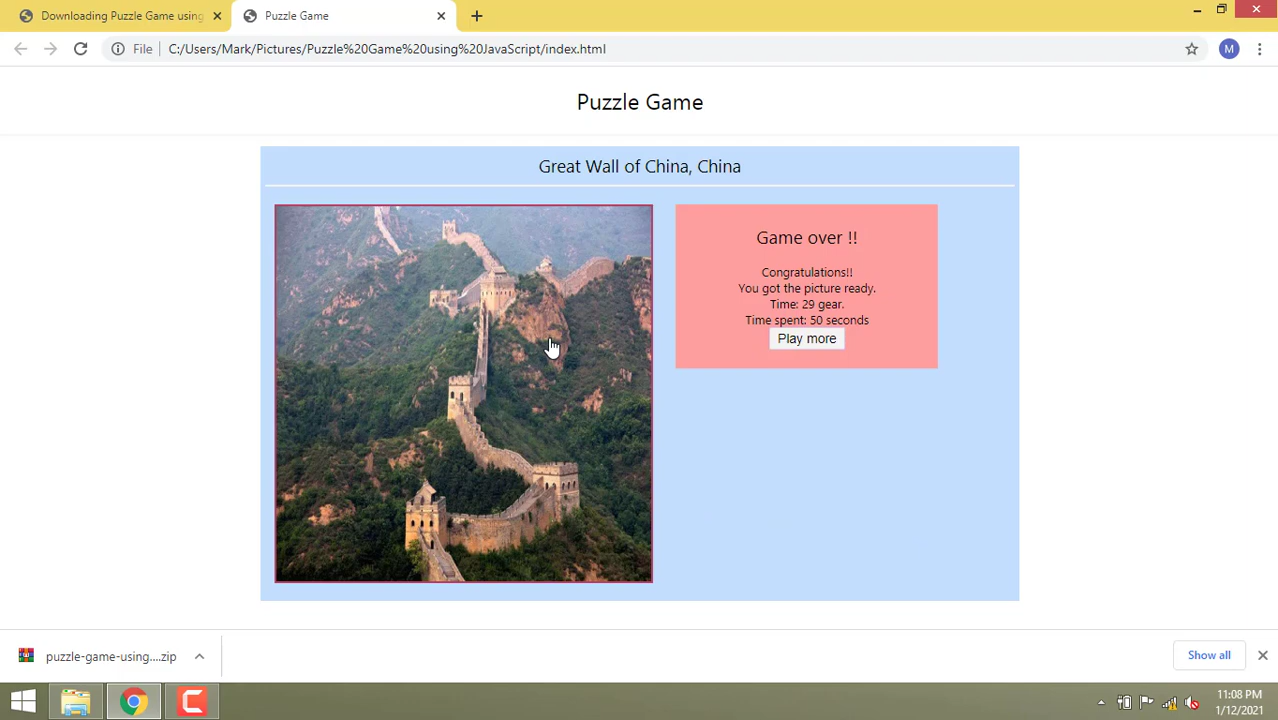 Downloading Puzzle Game using
Puzzle Game
File
C:/Users/Mark/Pictures/Puzzle%20Game%20using%20JavaScript/index.html
M
Puzzle Game
Great Wall of China, China
Game over !!
Congratulations!!
You got the picture ready.
Time: 29 gear.
Time spent: 50 seconds
Play more
puzzle-game-using....zip
Show all
11:08 PM
1/12/2021